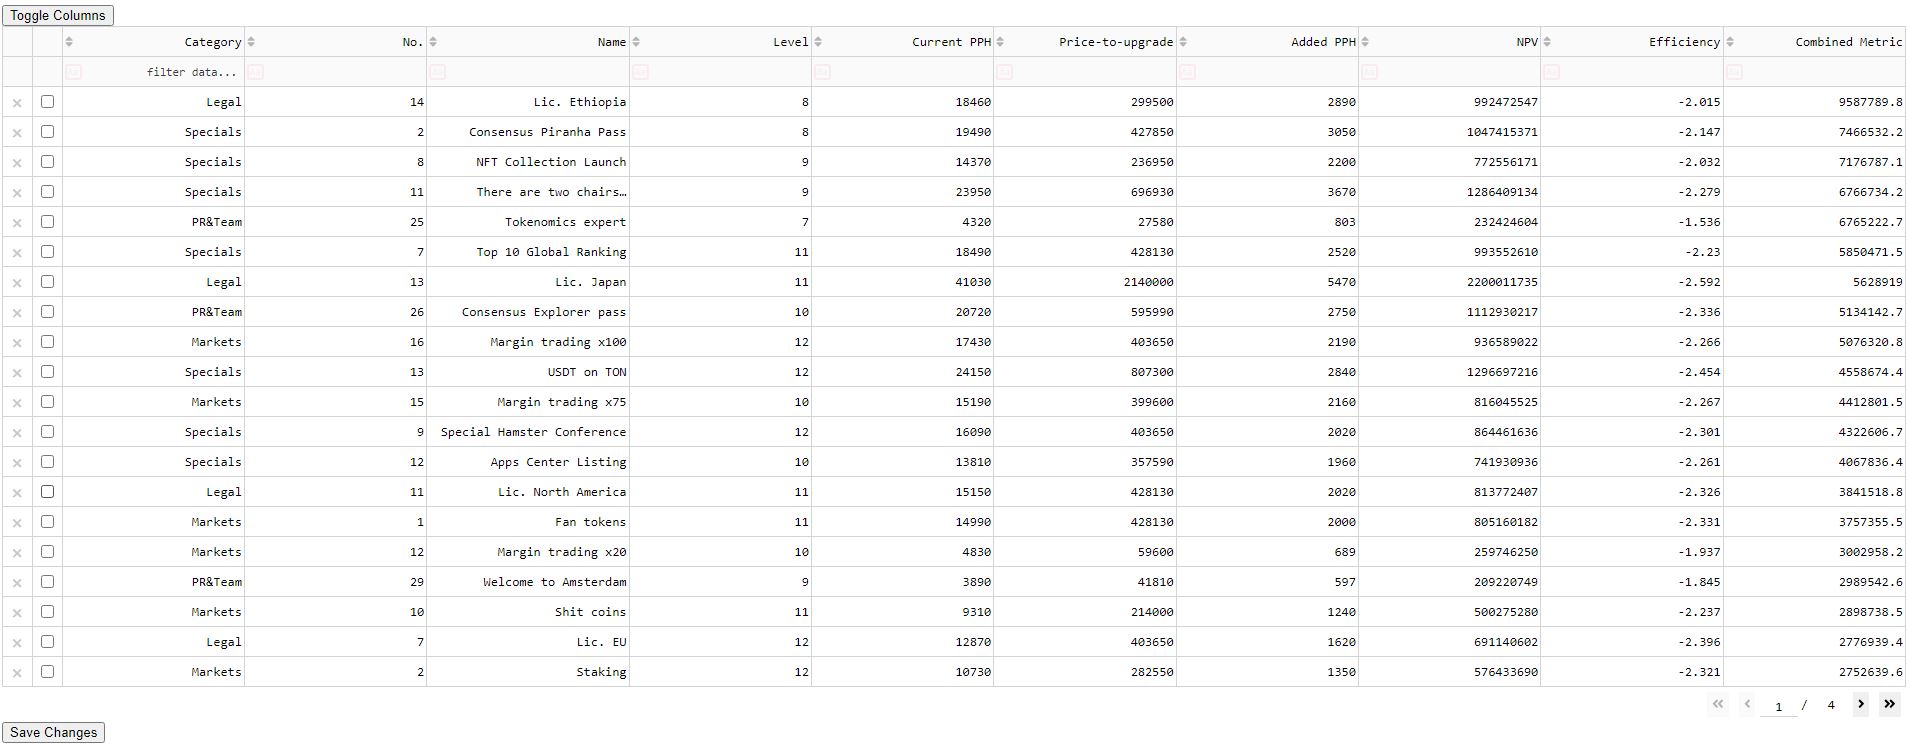 Toggle Columns
Category No. Name Level Current PPH Price-to-upgrade Added PPH NPV Efficiency Combined Metric
Aa filter data... Aa Aa Aa Aa Aa Aa Aa Aa Aa
× Legal 14 Lic. Ethiopia 8 18460 299500 2890 992472547 -2.015 9587789.8
× Specials 2 Consensus Piranha Pass 8 19490 427850 3050 1047415371 -2.147 7466532.2
× Specials 8 NFT Collection Launch 9 14370 236950 2200 772556171 -2.032 7176787.1
× Specials 11 There are two chairs… 9 23950 696930 3670 1286409134 -2.279 6766734.2
× PR&Team 25 Tokenomics expert 7 4320 27580 803 232424604 -1.536 6765222.7
× Specials 7 Top 10 Global Ranking 11 18490 428130 2520 993552610 -2.23 5850471.5
× Legal 13 Lic. Japan 11 41030 2140000 5470 2200011735 -2.592 5628919
× PR&Team 26 Consensus Explorer pass 10 20720 595990 2750 1112930217 -2.336 5134142.7
× Markets 16 Margin trading x100 12 17430 403650 2190 936589022 -2.266 5076320.8
× Specials 13 USDT on TON 12 24150 807300 2840 1296697216 -2.454 4558674.4
× Markets 15 Margin trading x75 10 15190 399600 2160 816045525 -2.267 4412801.5
× Specials 9 Special Hamster Conference 12 16090 403650 2020 864461636 -2.301 4322606.7
× Specials 12 Apps Center Listing 10 13810 357590 1960 741930936 -2.261 4067836.4
× Legal 11 Lic. North America 11 15150 428130 2020 813772407 -2.326 3841518.8
× Markets 1 Fan tokens 11 14990 428130 2000 805160182 -2.331 3757355.5
× Markets 12 Margin trading x20 10 4830 59600 689 259746250 -1.937 3002958.2
× PR&Team 29 Welcome to Amsterdam 9 3890 41810 597 209220749 -1.845 2989542.6
× Markets 10 Shit coins 11 9310 214000 1240 500275280 -2.237 2898738.5
× Legal 7 Lic. EU 12 12870 403650 1620 691140602 -2.396 2776939.4
× Markets 2 Staking 12 10730 282550 1350 576433690 -2.321 2752639.6
« ‹ 1 / 4 › »
Save Changes